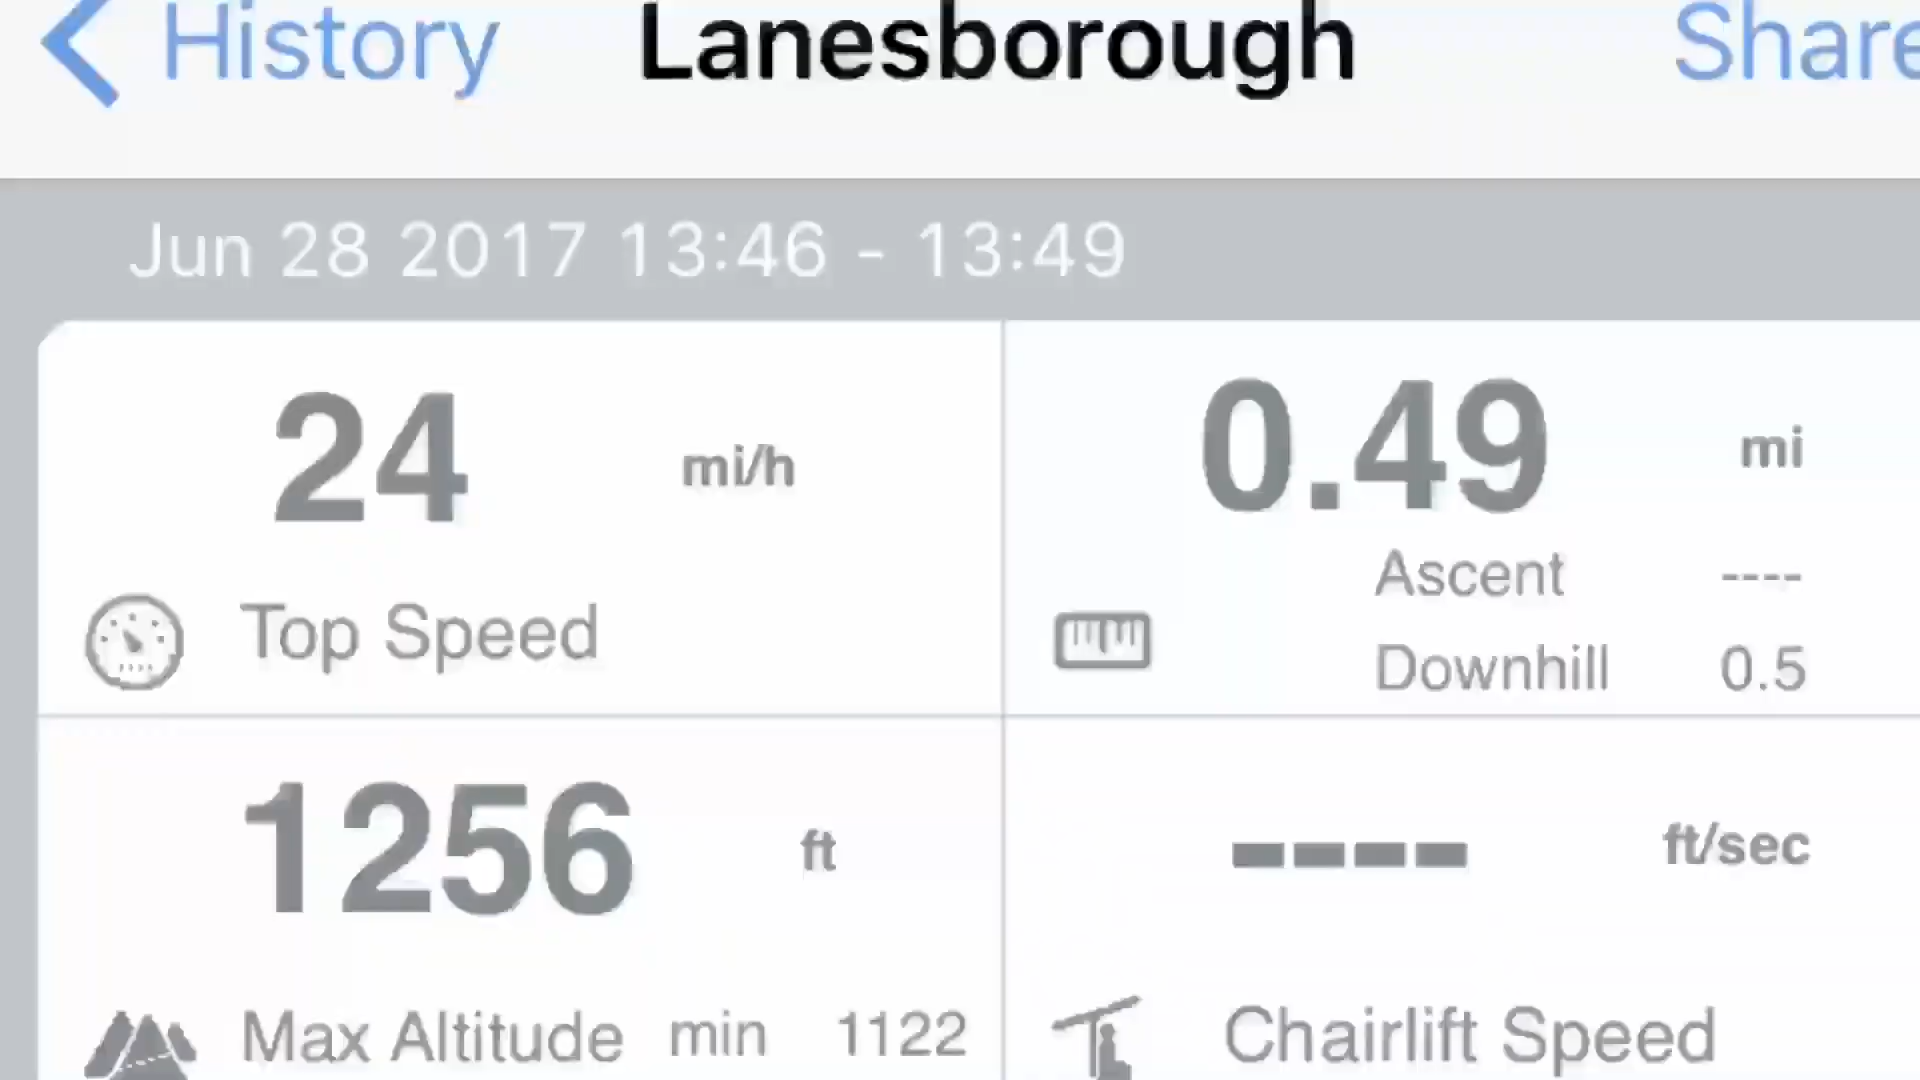 History Lanesborough Share
Jun 28 2017 13:46 - 13:49
24 mi/h
Top Speed
0.49 mi
Ascent ----
Downhill 0.5
1256 ft
Max Altitude min 1122
---- ft/sec
Chairlift Speed